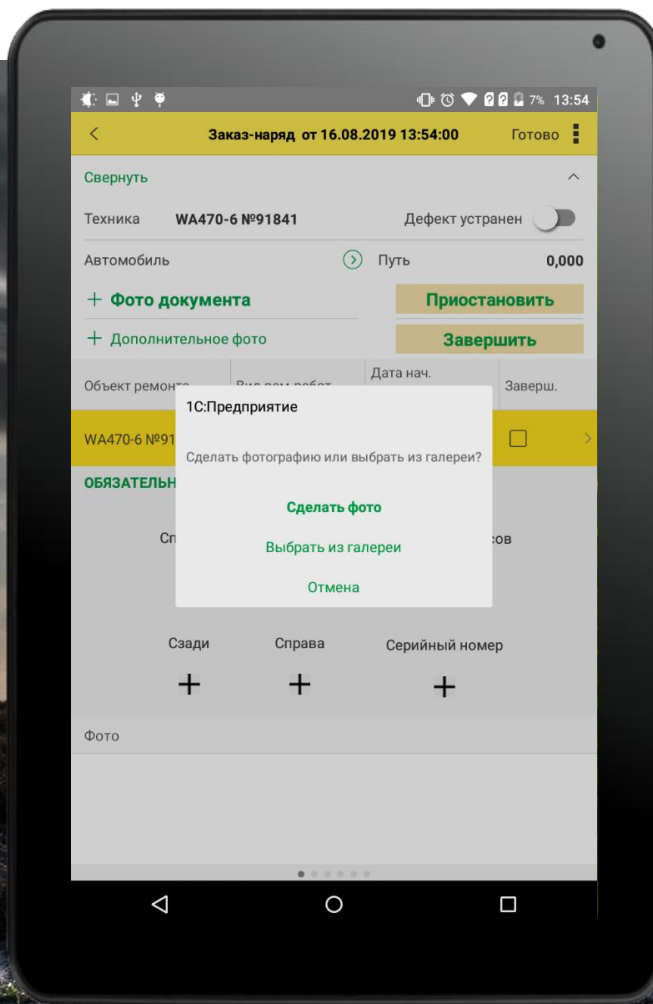 7% 13:54
Заказ-наряд от 16.08.2019 13:54:00 Готово
Свернуть
Техника WA470-6 №91841 Дефект устранен
Автомобиль Путь 0,000
+ Фото документа Приостановить
+ Дополнительное фото Завершить
Объект ремонта Вид рем.работ Дата нач. Заверш.
WA470-6 №91
1С:Предприятие
Сделать фотографию или выбрать из галереи?
Сделать фото
Выбрать из галереи
Отмена
Сзади Справа Серийный номер
Фото